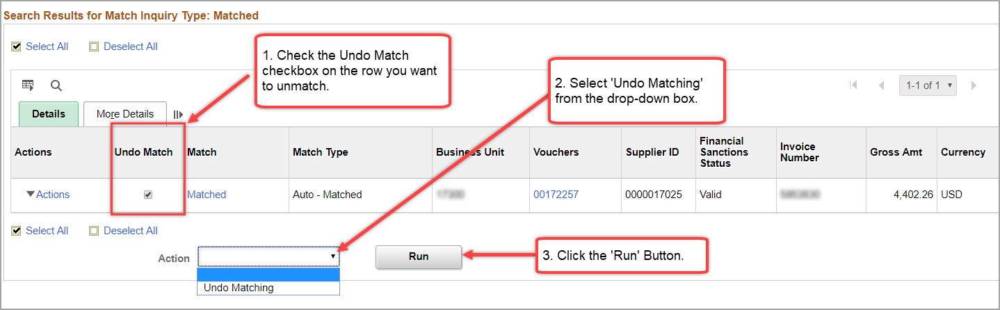 Search Results for Match Inquiry Type: Matched
Select All Deselect All
1. Check the Undo Match
checkbox on the row you want
to unmatch.
2. Select 'Undo Matching'
from the drop-down box.
1-1 of 1
Details More Details
Actions Undo Match Match Match Type Business Unit Vouchers Supplier ID Financial
Sanctions
Status Invoice
Number Gross Amt Currency
Actions Matched Auto - Matched 00172257 0000017025 Valid 4,402.26 USD
Select All Deselect All
Action Run
3. Click the 'Run' Button.
Undo Matching